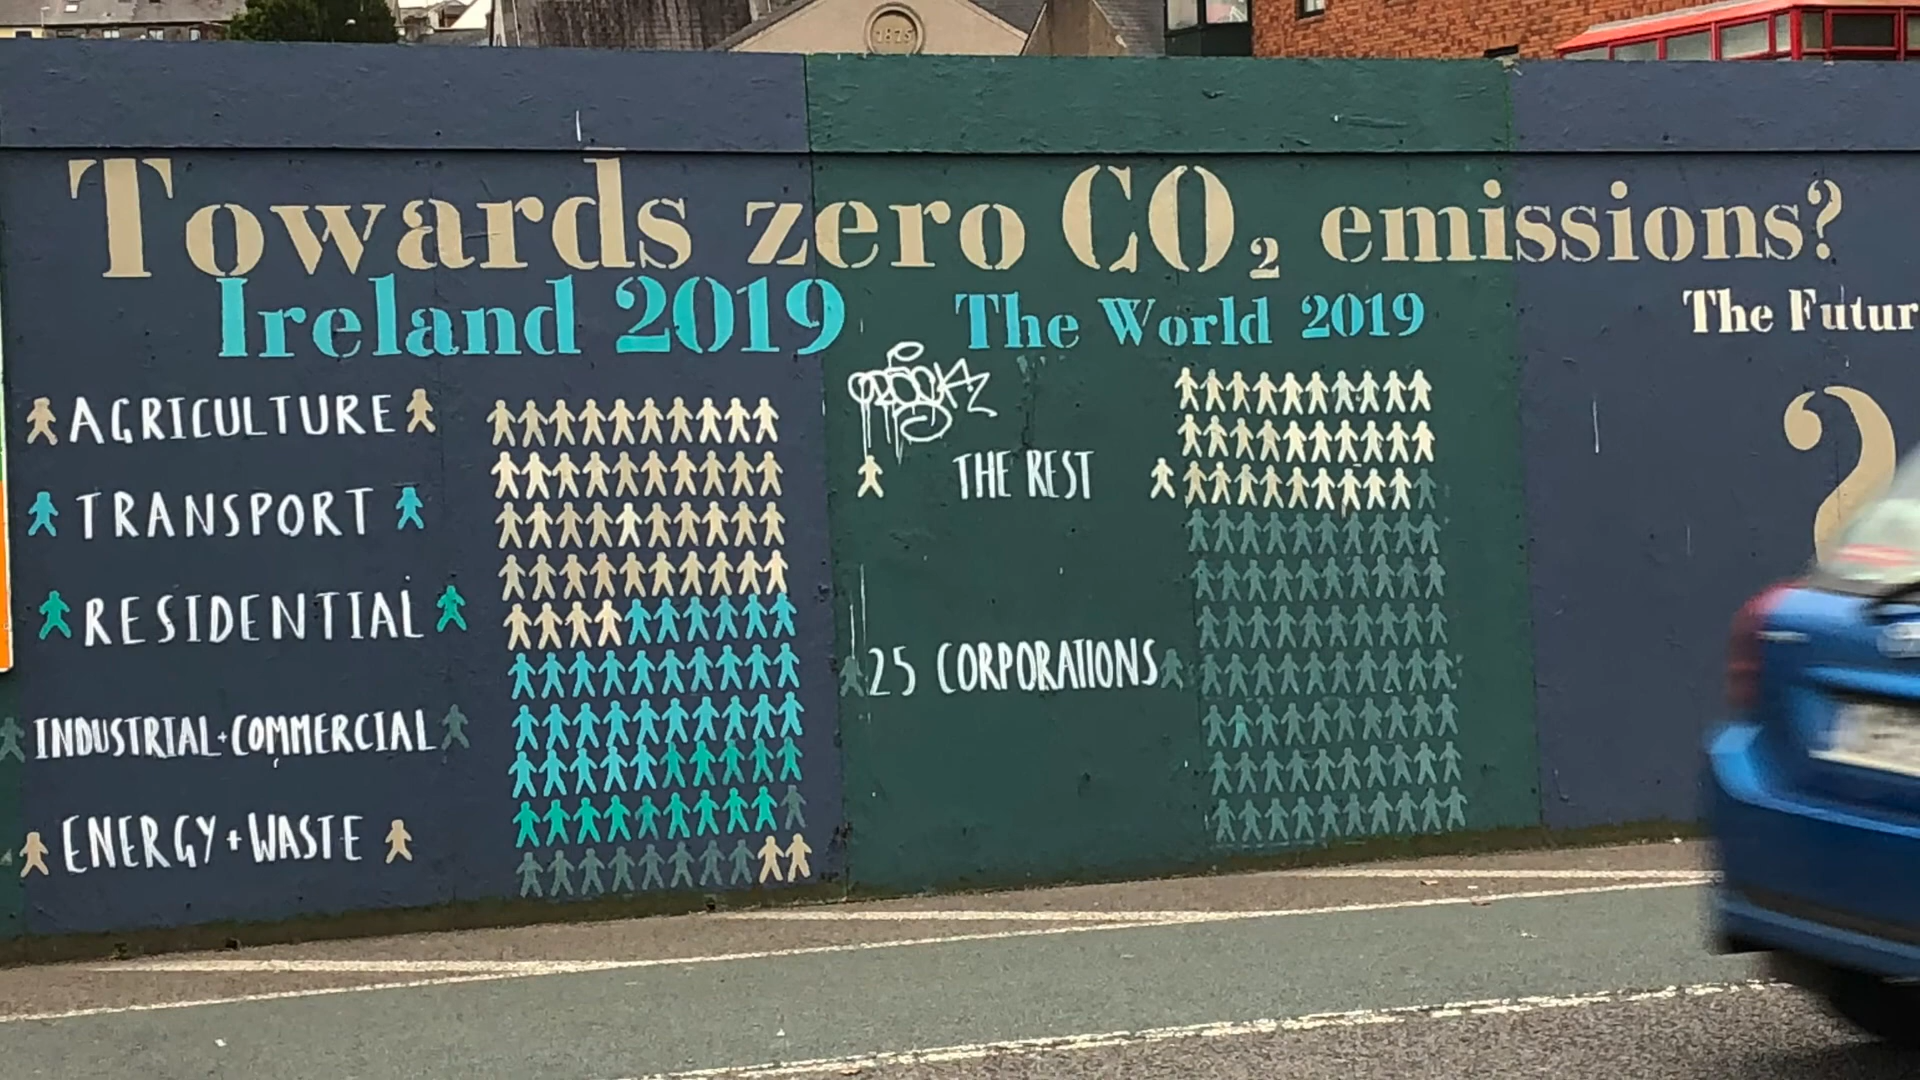 1875
Towards zero CO₂ emissions?
Ireland 2019
The World 2019
The Futur
AGRICULTURE
TRANSPORT
RESIDENTIAL
INDUSTRIAL+COMMERCIAL
ENERGY+WASTE
THE REST
25 CORPORATIONS
?